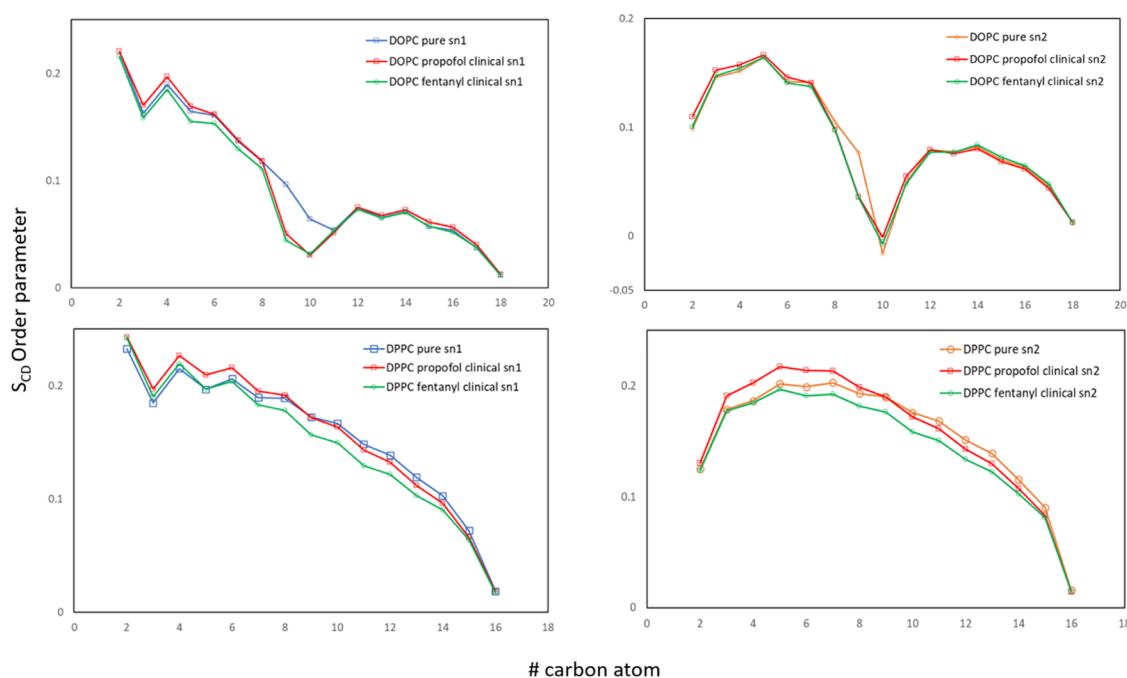 S_CD Order parameter
DOPC pure sn1
DOPC propofol clinical sn1
DOPC fentanyl clinical sn1
0.2
0.1
0
0 2 4 6 8 10 12 14 16 18 20
DOPC pure sn2
DOPC propofol clinical sn2
DOPC fentanyl clinical sn2
0.2
0.1
0
-0.05
0 2 4 6 8 10 12 14 16 18 20
DPPC pure sn1
DPPC propofol clinical sn1
DPPC fentanyl clinical sn1
0.2
0.1
0
0 2 4 6 8 10 12 14 16 18
DPPC pure sn2
DPPC propofol clinical sn2
DPPC fentanyl clinical sn2
0.2
0.1
0
0 2 4 6 8 10 12 14 16 18
# carbon atom